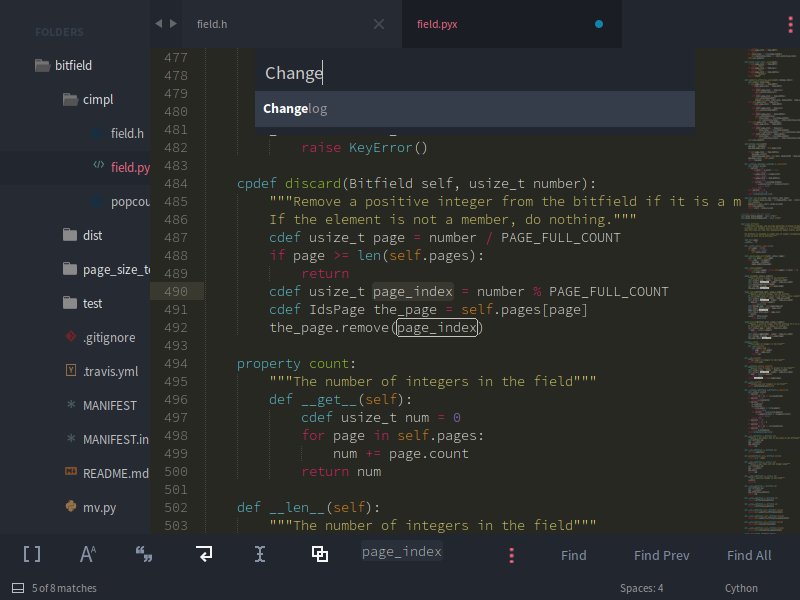 FOLDERS
bitfield
cimpl
field.h
field.py
popcou
dist
page_size_t
test
.gitignore
.travis.yml
MANIFEST
MANIFEST.in
README.md
mv.py
field.h
field.pyx
Change
Changelog
477
478
479
480
481
482 raise KeyError()
483
484 cpdef discard(Bitfield self, usize_t number):
485 """Remove a positive integer from the bitfield if it is a m
486 If the element is not a member, do nothing."""
487 cdef usize_t page = number / PAGE_FULL_COUNT
488 if page >= len(self.pages):
489 return
490 cdef usize_t page_index = number % PAGE_FULL_COUNT
491 cdef IdsPage the_page = self.pages[page]
492 the_page.remove(page_index)
493
494 property count:
495 """The number of integers in the field"""
496 def __get__(self):
497 cdef usize_t num = 0
498 for page in self.pages:
499 num += page.count
500 return num
501
502 def __len__(self):
503 """The number of integers in the field"""
page_index
Find
Find Prev
Find All
5 of 8 matches
Spaces: 4
Cython